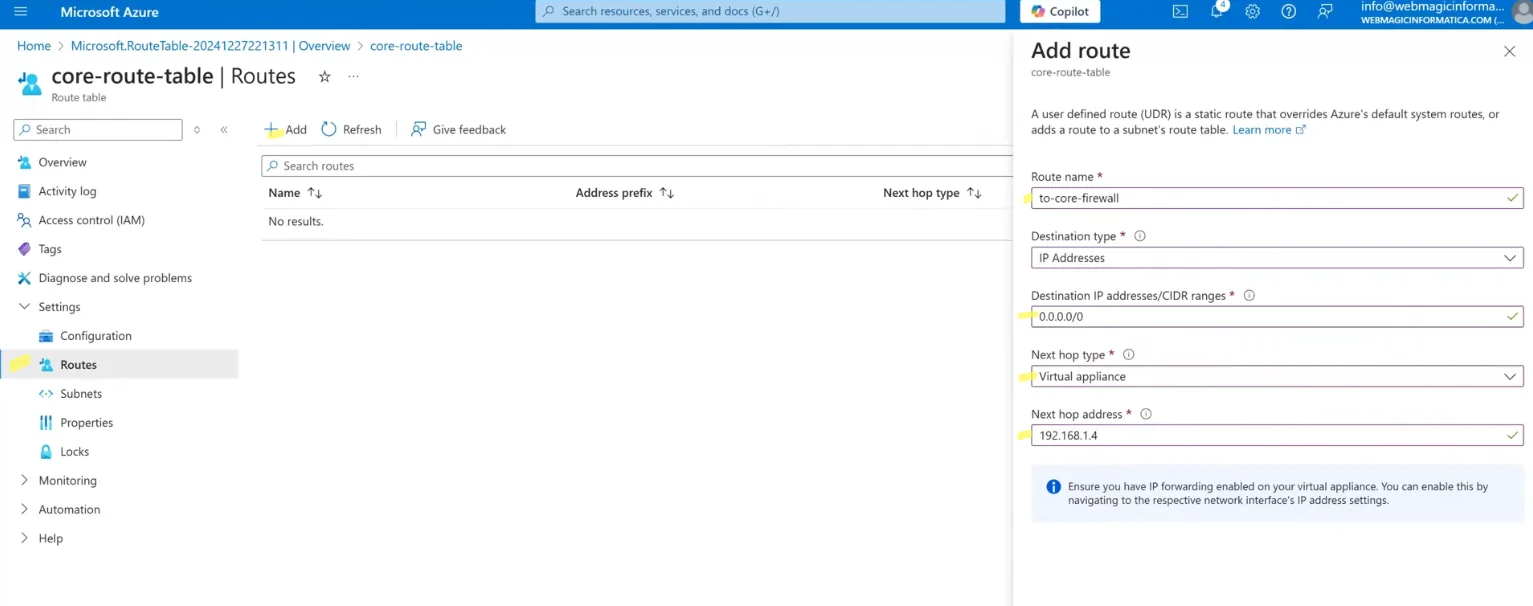 Microsoft Azure
Search resources, services, and docs (G+/)
Copilot
4
info@webmagicinforma...
WEBMAGICINFORMATICA.COM (...
Home > Microsoft.RouteTable-20241227221311 | Overview > core-route-table
core-route-table | Routes
Route table
Search
Overview
Activity log
Access control (IAM)
Tags
Diagnose and solve problems
Settings
Configuration
Routes
Subnets
Properties
Locks
Monitoring
Automation
Help
Add Refresh Give feedback
Search routes
Name Address prefix Next hop type
No results.
Add route
core-route-table
A user defined route (UDR) is a static route that overrides Azure's default system routes, or
adds a route to a subnet's route table. Learn more
Route name *
to-core-firewall
Destination type *
IP Addresses
Destination IP addresses/CIDR ranges *
0.0.0.0/0
Next hop type *
Virtual appliance
Next hop address *
192.168.1.4
Ensure you have IP forwarding enabled on your virtual appliance. You can enable this by
navigating to the respective network interface's IP address settings.